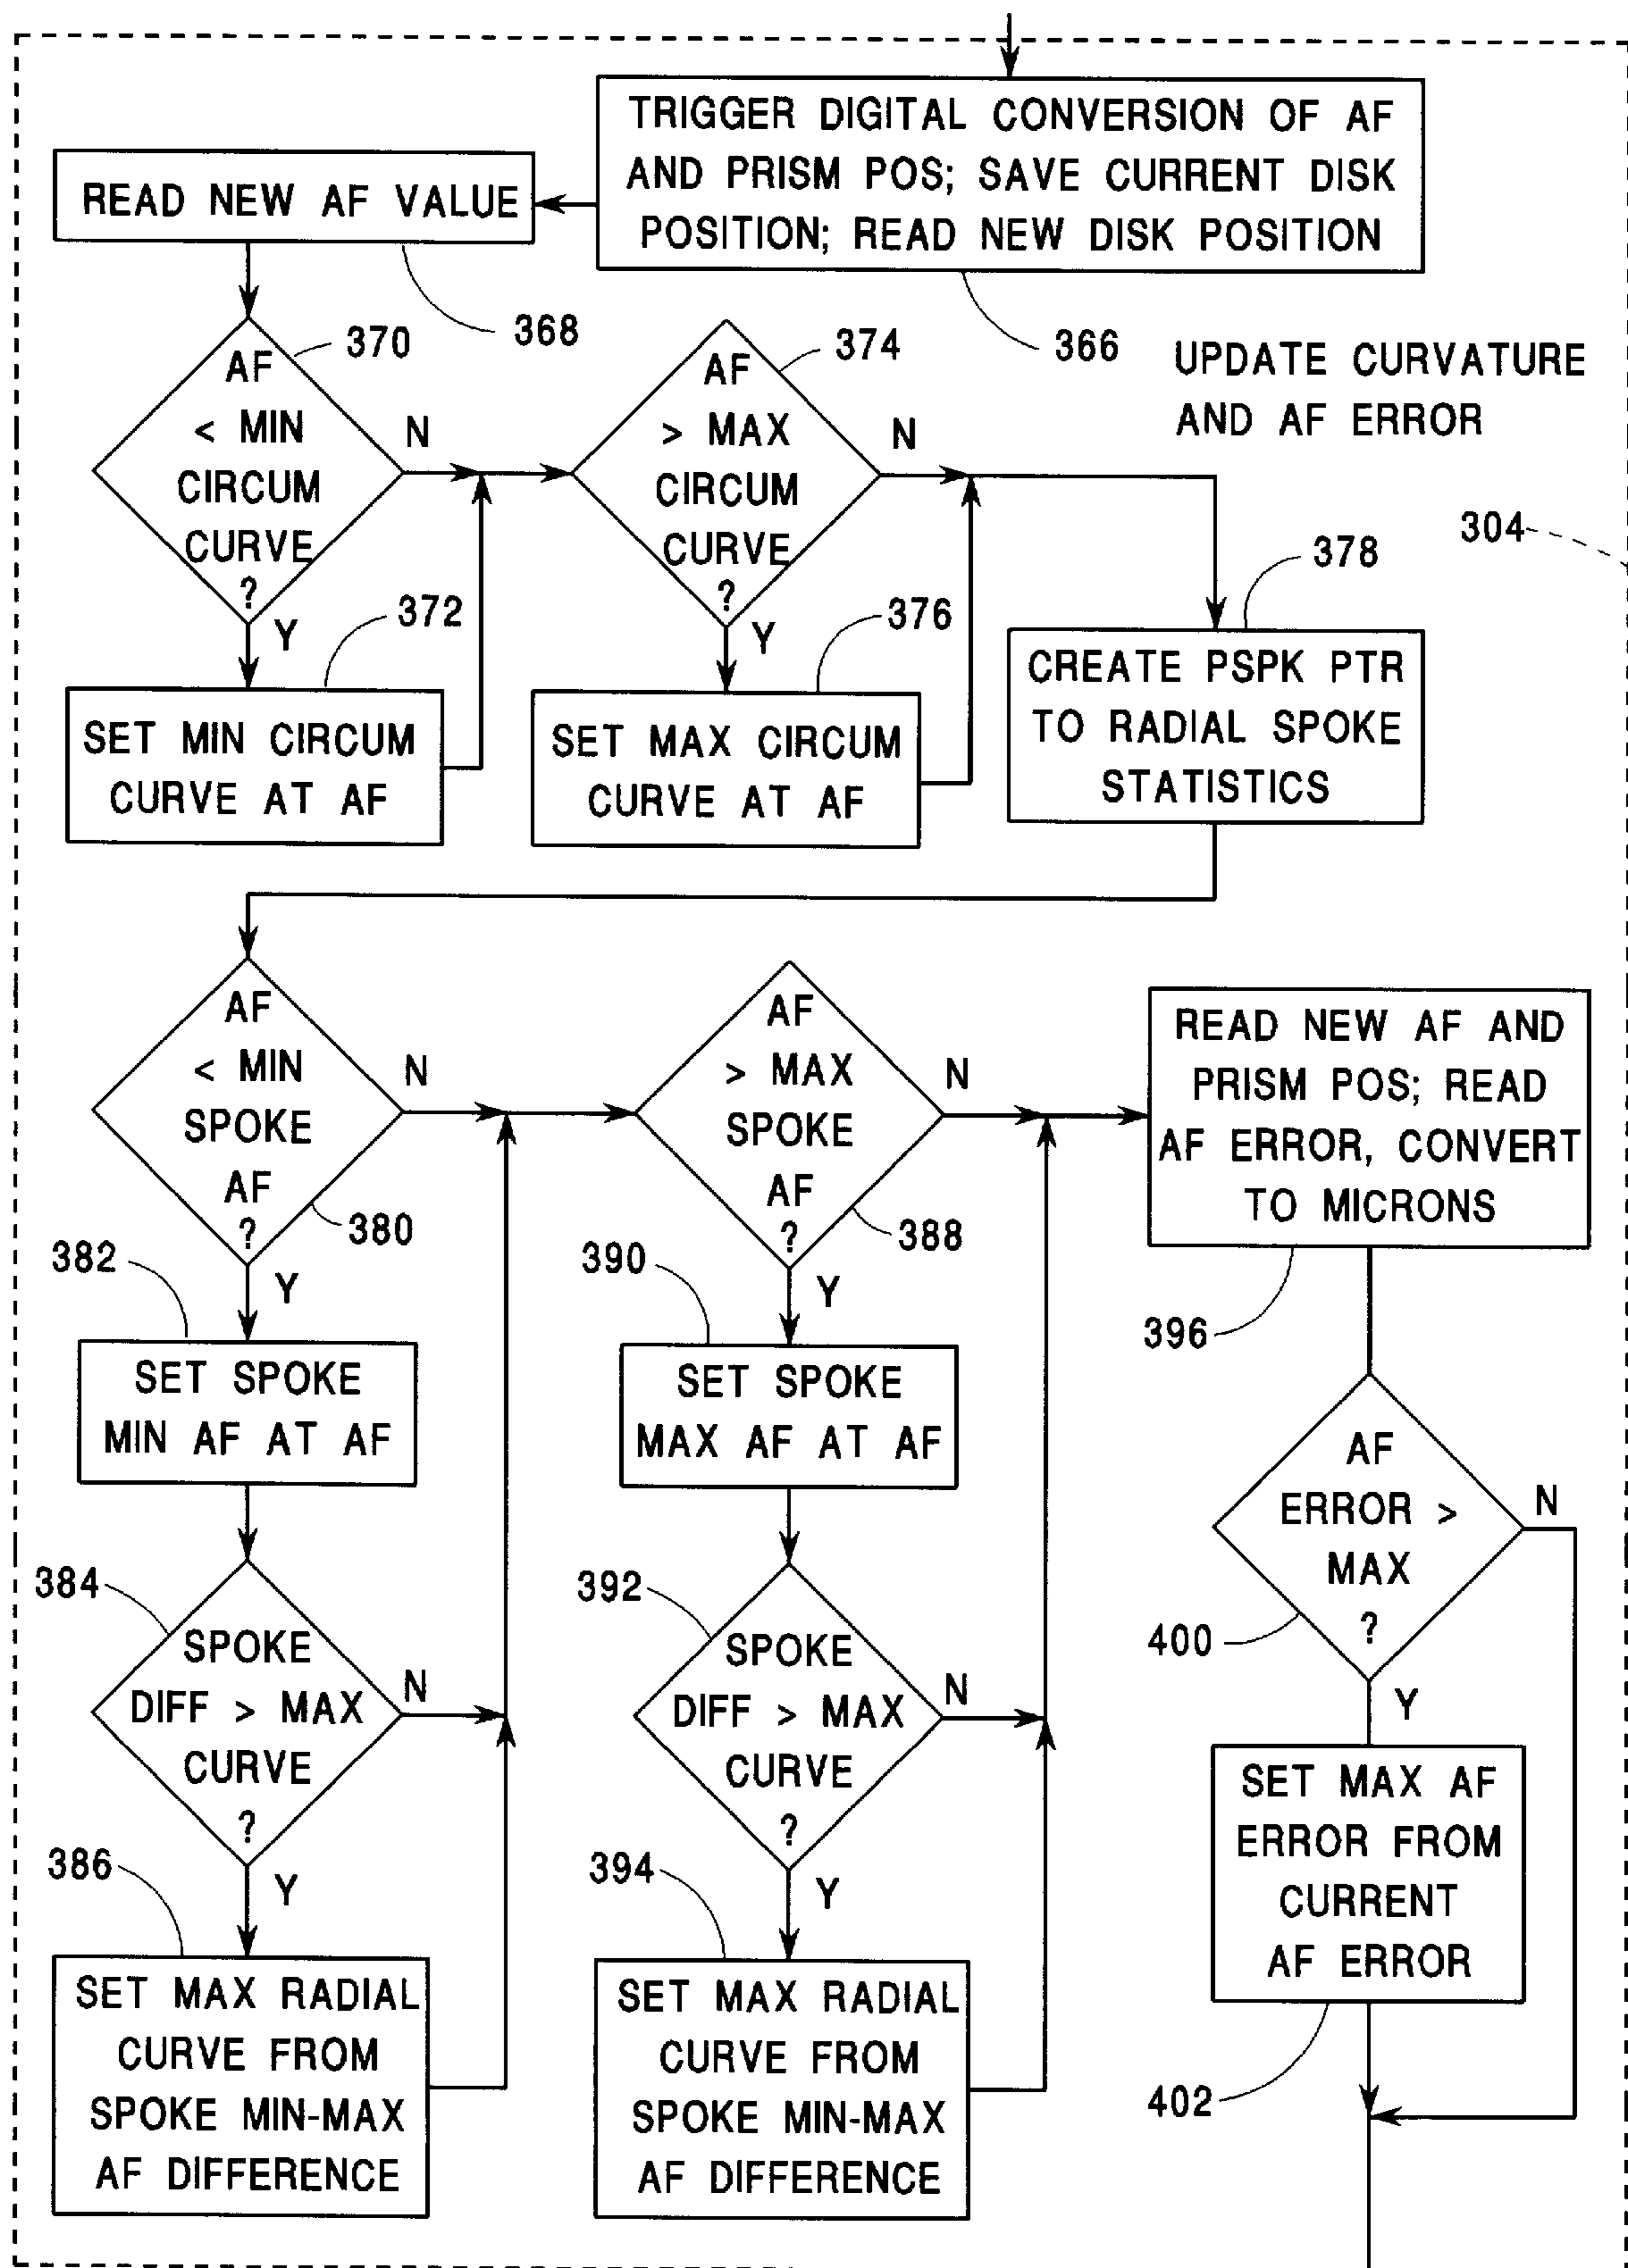 TRIGGER DIGITAL CONVERSION OF AF
AND PRISM POS; SAVE CURRENT DISK
POSITION; READ NEW DISK POSITION
366
READ NEW AF VALUE
368
UPDATE CURVATURE
AND AF ERROR
304
AF
< MIN
CIRCUM
CURVE
?
370
N
Y
372
SET MIN CIRCUM
CURVE AT AF
AF
> MAX
CIRCUM
CURVE
?
374
N
Y
376
SET MAX CIRCUM
CURVE AT AF
378
CREATE PSPK PTR
TO RADIAL SPOKE
STATISTICS
AF
< MIN
SPOKE
AF
?
380
N
Y
382
SET SPOKE
MIN AF AT AF
384
SPOKE
DIFF > MAX
CURVE
?
N
Y
386
SET MAX RADIAL
CURVE FROM
SPOKE MIN-MAX
AF DIFFERENCE
AF
> MAX
SPOKE
AF
?
388
N
Y
390
SET SPOKE
MAX AF AT AF
392
SPOKE
DIFF > MAX
CURVE
?
N
Y
394
SET MAX RADIAL
CURVE FROM
SPOKE MIN-MAX
AF DIFFERENCE
READ NEW AF AND
PRISM POS; READ
AF ERROR, CONVERT
TO MICRONS
396
AF
ERROR >
MAX
?
400
N
Y
SET MAX AF
ERROR FROM
CURRENT
AF ERROR
402